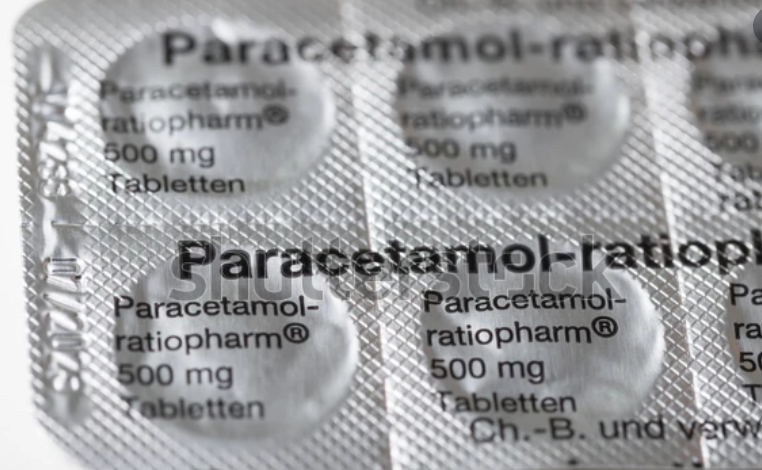 Paracetamol-ratioph
Paracetamol-
ratiopharm®
500 mg
Tabletten
Paracetamol-
ratiopharm®
500 mg
Tabletten
Paracetamol-ratioph
Paracetamol-
ratiopharm®
500 mg
Tabletten
Paracetamol-
ratiopharm®
500 mg
Tabletten
Ch.-B. und verw
shutterstock